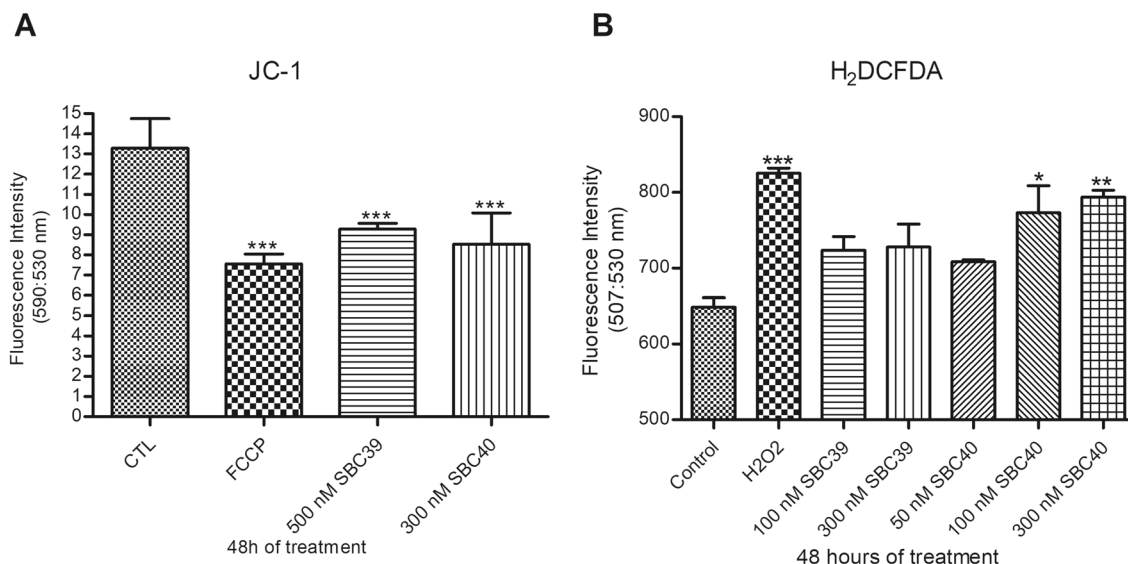 A
JC-1
Fluorescence Intensity
(590:530 nm)
15
14
13
12
11
10
9
8
7
6
5
4
3
2
1
0
***
***
***
CTL
FCCP
500 nM SBC39
300 nM SBC40
48h of treatment
B
H₂DCFDA
Fluorescence Intensity
(507:530 nm)
900
800
700
600
500
***
*
**
Control
H2O2
100 nM SBC39
300 nM SBC39
50 nM SBC40
100 nM SBC40
300 nM SBC40
48 hours of treatment